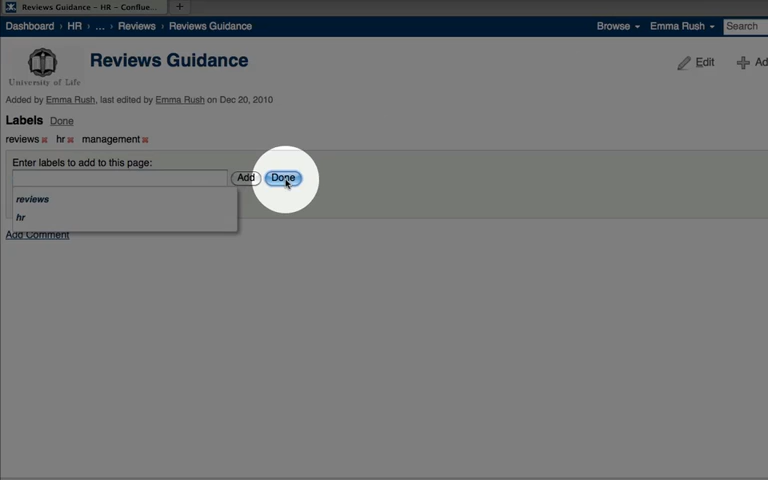 Reviews Guidance – HR – Conflue...
Dashboard › HR › ... › Reviews › Reviews Guidance
Browse Emma Rush Search
University of Life
Reviews Guidance
Edit Ad
Added by Emma Rush, last edited by Emma Rush on Dec 20, 2010
Labels Done
reviews hr management
Enter labels to add to this page:
Add Done
reviews
hr
Add Comment